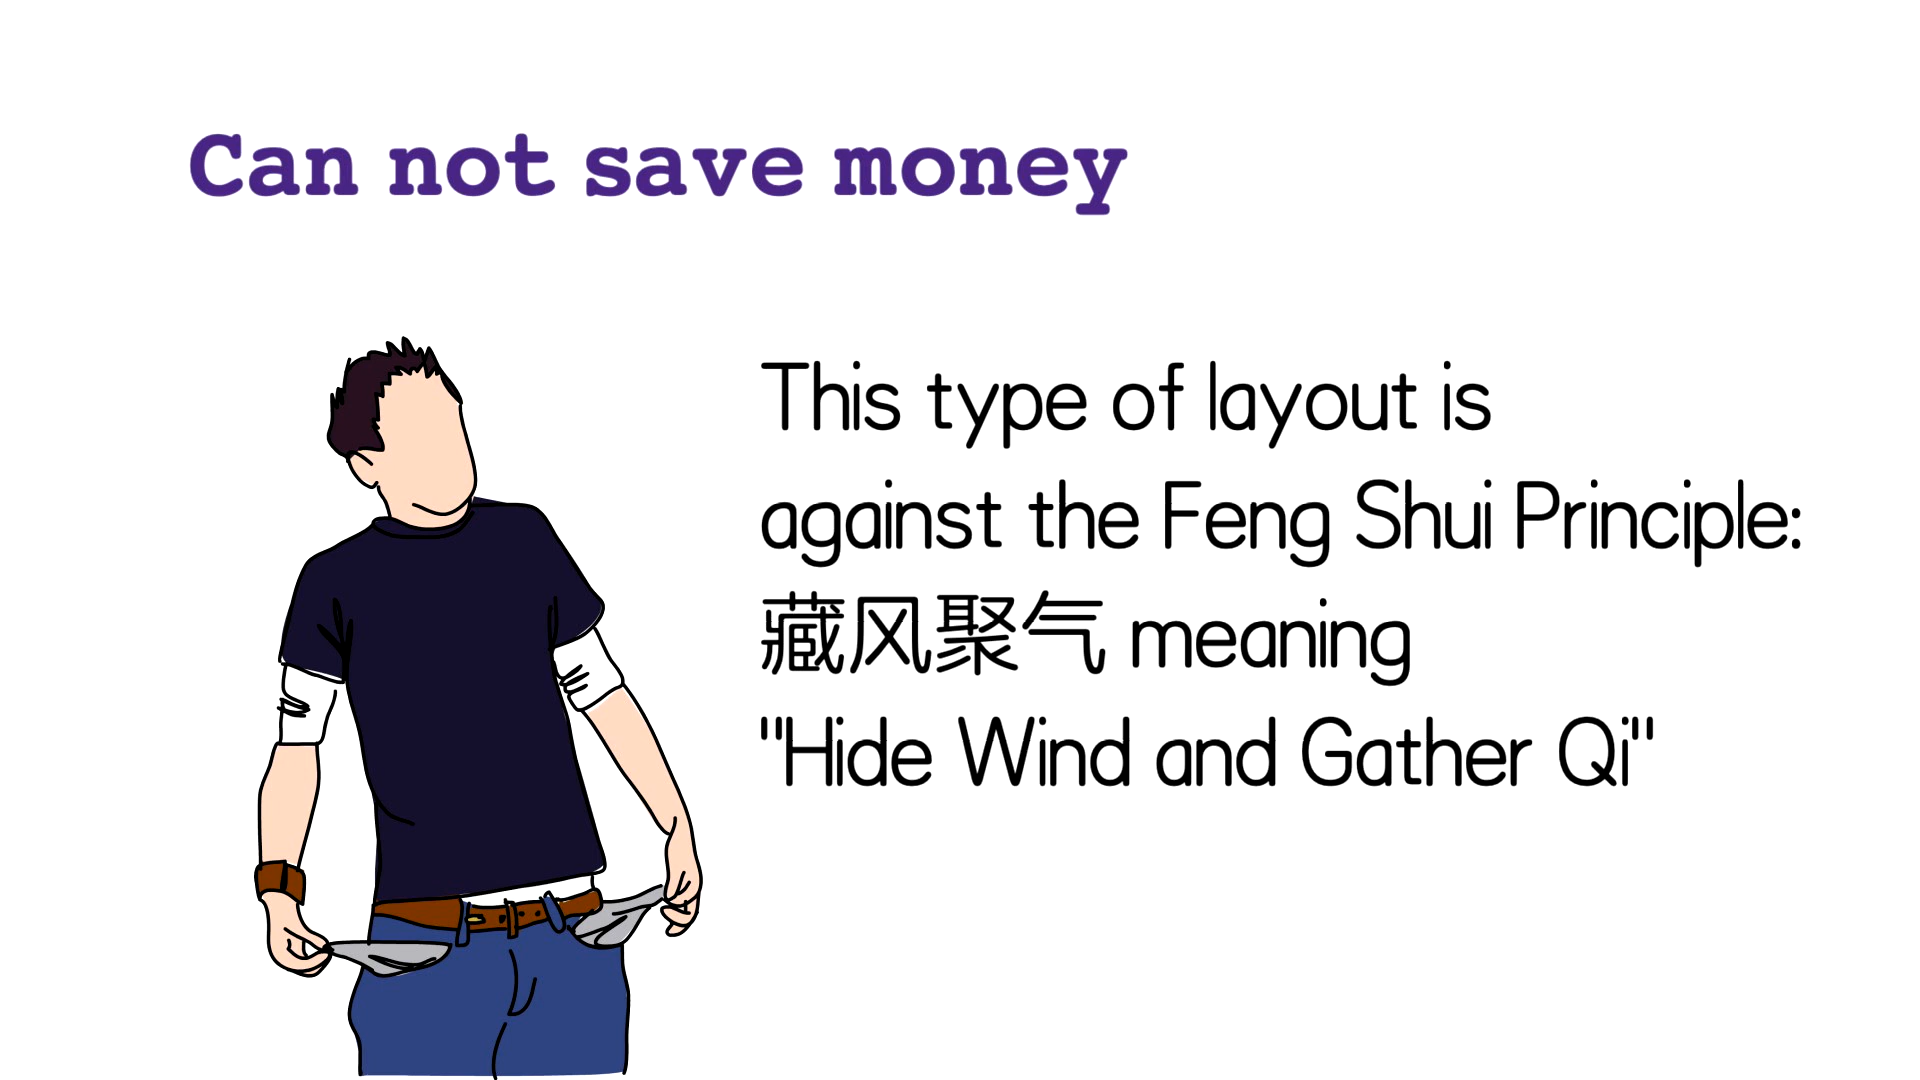 Can not save money
This type of layout is
against the Feng Shui Principle:
藏风聚气 meaning
"Hide Wind and Gather Qi"